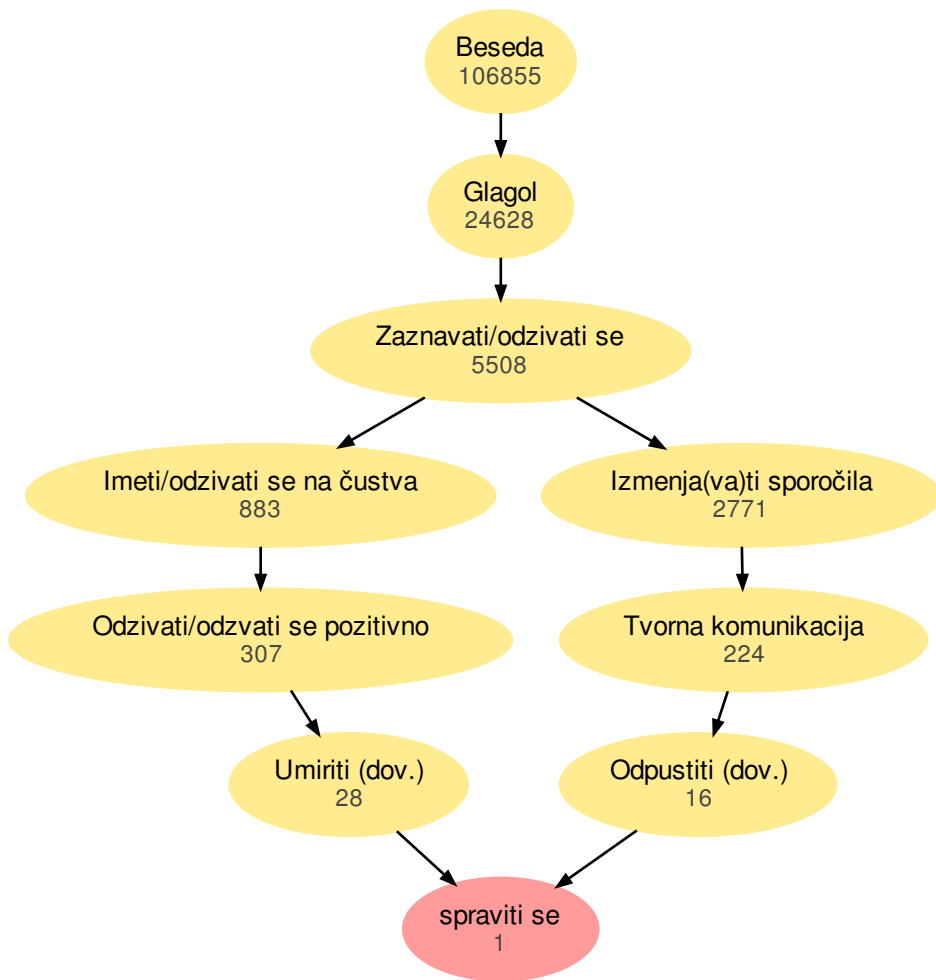 Beseda
106855
Glagol
24628
Zaznavati/odzivati se
5508
Imeti/odzivati se na čustva
883
Izmenja(va)ti sporočila
2771
Odzivati/odzvati se pozitivno
307
Tvorna komunikacija
224
Umiriti (dov.)
28
Odpustiti (dov.)
16
spraviti se
1